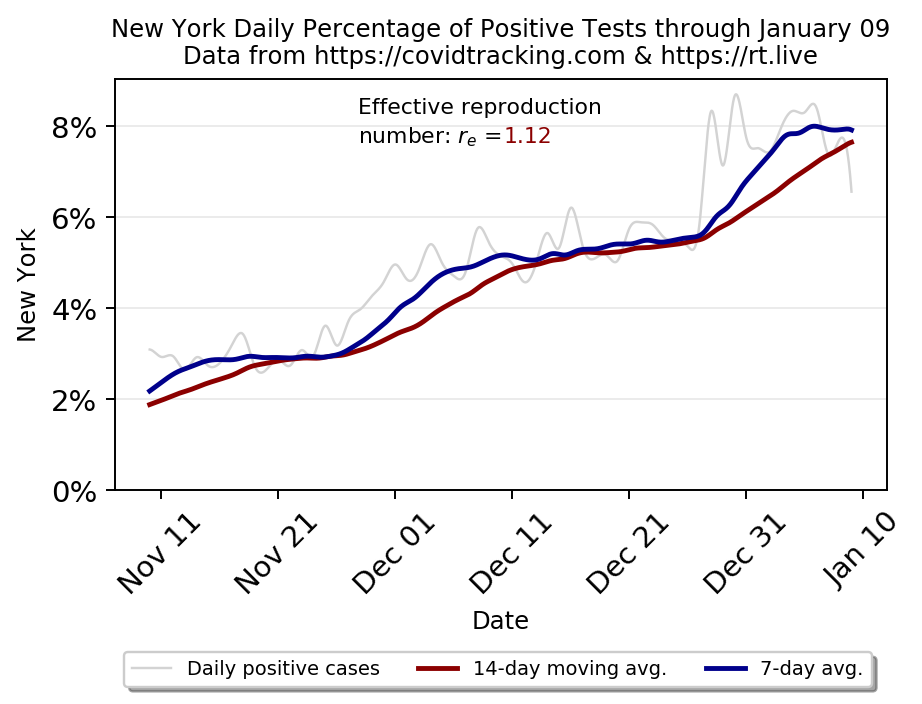 New York Daily Percentage of Positive Tests through January 09
Data from https://covidtracking.com & https://rt.live
Effective reproduction
number: rₑ =1.12
8%
6%
4%
2%
0%
New York
Nov 11
Nov 21
Dec 01
Dec 11
Dec 21
Dec 31
Jan 10
Date
Daily positive cases
14-day moving avg.
7-day avg.